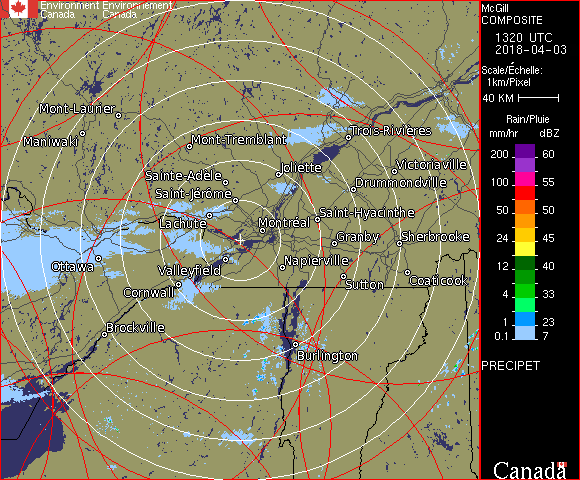 Environment Environnement
Canada Canada
McGill
COMPOSITE
1320 UTC
2018-04-03
Scale/Échelle:
1km/Pixel
40 KM
Rain/Pluie
mm/hr dBZ
200 60
100 55
50 50
24 45
12 40
4 33
1 23
0.1 7
PRECIPET
Canada
Mont-Laurier
Maniwaki
Mont-Tremblant
Trois-Rivières
Sainte-Adèle
Joliette
Victoriaville
Saint-Jérôme
Drummondville
Lachute
Montréal
Saint-Hyacinthe
Granby
Sherbrooke
Ottawa
Valleyfield
Napierville
Cornwall
Sutton
Coaticook
Brockville
Burlington